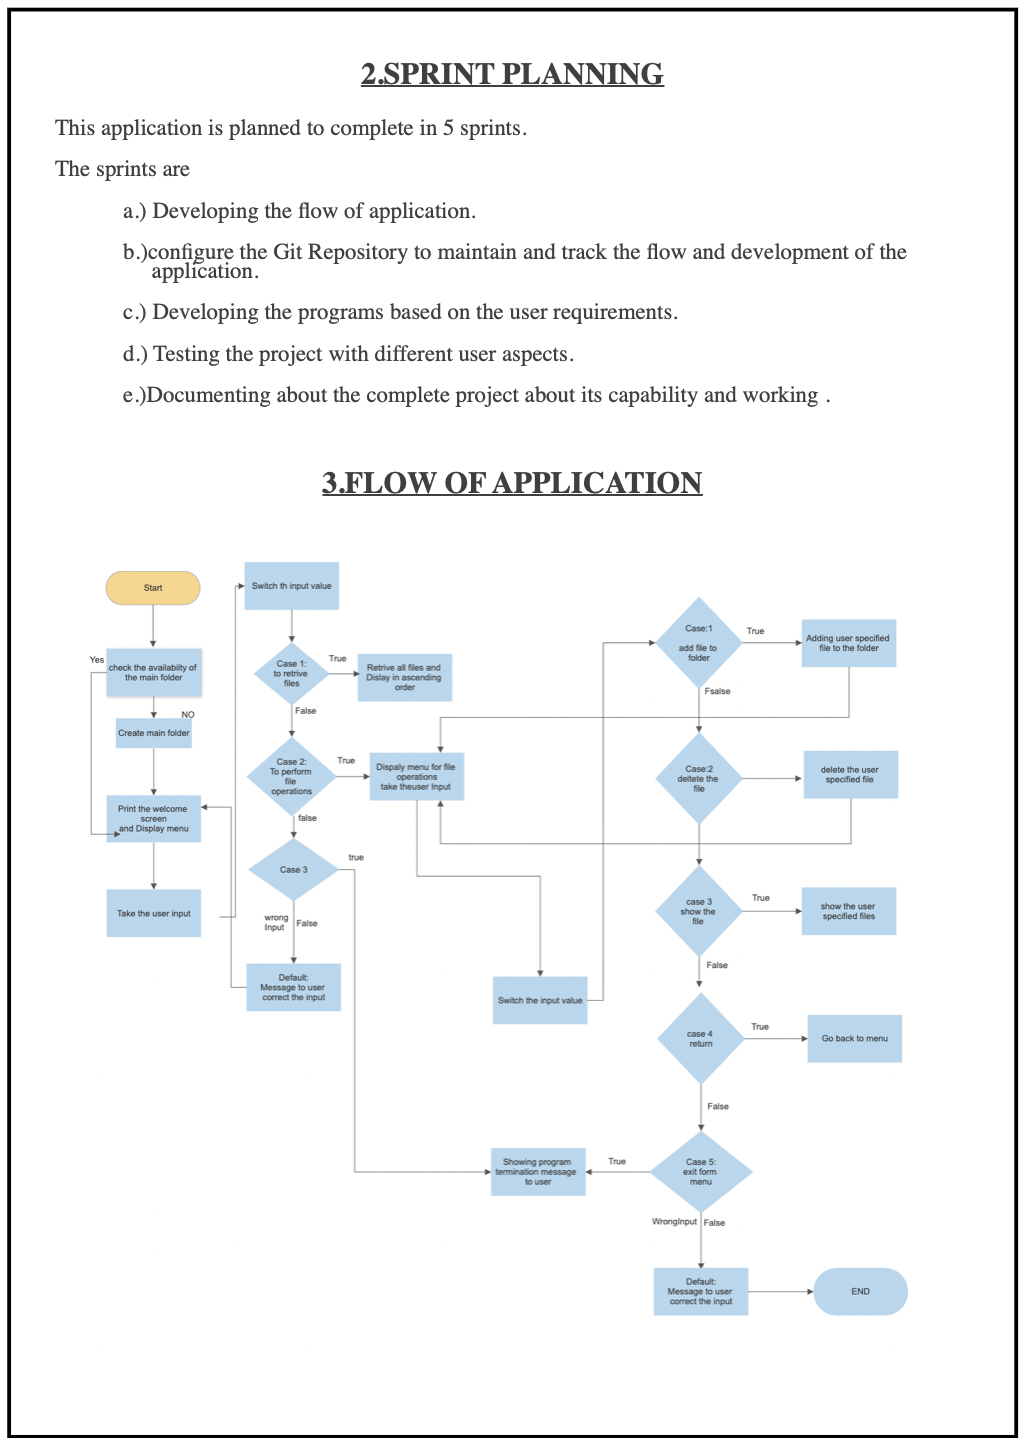 2.SPRINT PLANNING
This application is planned to complete in 5 sprints.
The sprints are
a.) Developing the flow of application.
b.)configure the Git Repository to maintain and track the flow and development of the
application.
c.) Developing the programs based on the user requirements.
d.) Testing the project with different user aspects.
e.)Documenting about the complete project about its capability and working .
3.FLOW OF APPLICATION
Start
Yes
check the availabilty of
the main folder
NO
Create main folder
Print the welcome
screen
and Display menu
Take the user input
Switch th input value
Case 1:
to retrive
files
True
Retrive all files and
Dislay in ascending
order
False
Case 2:
To perform
file
operations
True
Dispaly menu for file
operations
take theuser Input
false
Case 3
true
wrong
Input
False
Default:
Message to user
correct the input
Switch the input value
Case:1
add file to
folder
True
Adding user specified
file to the folder
Fsalse
Case:2
deltete the
file
delete the user
specified file
case 3
show the
file
True
show the user
specified files
False
case 4
return
True
Go back to menu
False
Case 5:
exit form
menu
True
Showing program
termination message
to user
WrongInput
False
Default:
Message to user
correct the input
END